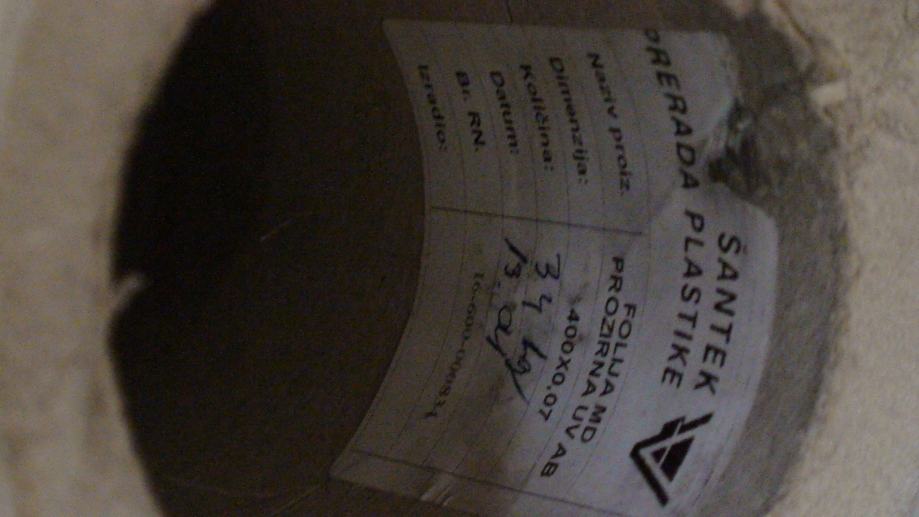 ŠANTEK
PRERADA PLASTIKE
Naziv proiz. FOLIJA MD
PROZIRNA UV AB
Dimenzija: 400X0.07
Količina: 34 kg
Datum: 13.
Br. RN.
Izradio: